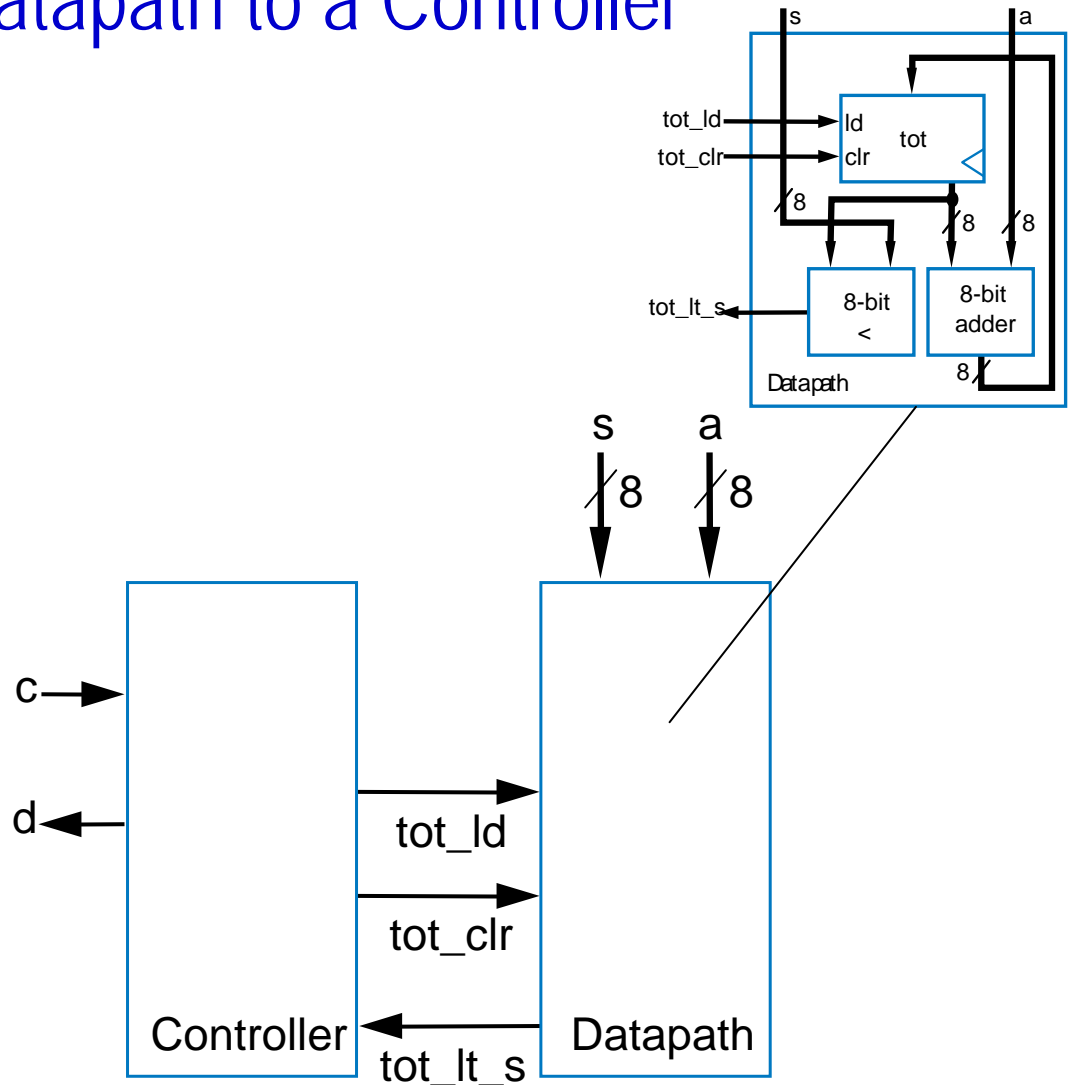 atapath to a Controller
s
a
tot_ld
ld
tot
tot_clr
clr
8
8
8
tot_lt_s
8-bit
<
8-bit
adder
8
Datapath
s
a
8
8
c
d
tot_ld
tot_clr
Controller
Datapath
tot_lt_s